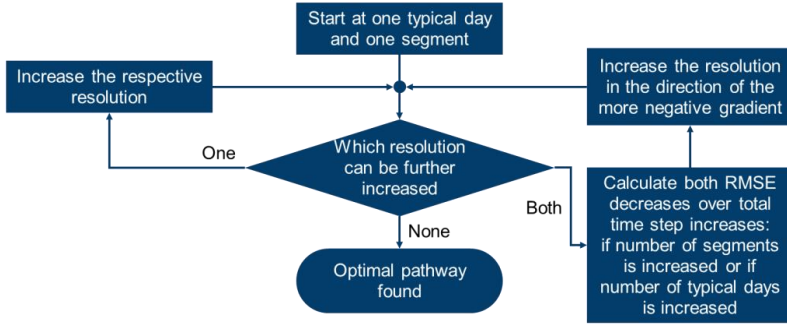 Start at one typical day
and one segment
Increase the respective
resolution
Increase the resolution
in the direction of the
more negative gradient
Which resolution
can be further
increased
One
Both
None
Calculate both RMSE
decreases over total
time step increases:
if number of segments
is increased or if
number of typical days
is increased
Optimal pathway
found